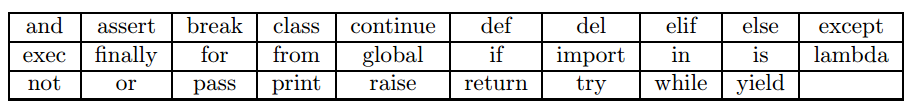 and assert break class continue def del elif else except
exec finally for from global if import in is lambda
not or pass print raise return try while yield